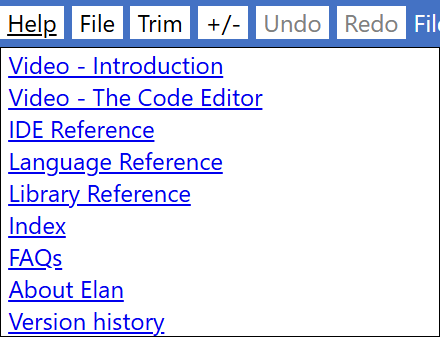 Help File Trim +/- Undo Redo File
Video - Introduction
Video - The Code Editor
IDE Reference
Language Reference
Library Reference
Index
FAQs
About Elan
Version history